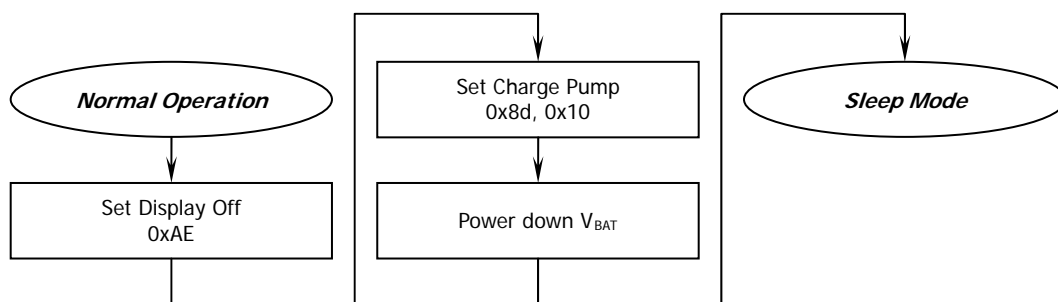 Normal Operation
Set Display Off
0xAE
Set Charge Pump
0x8d, 0x10
Power down VBAT
Sleep Mode